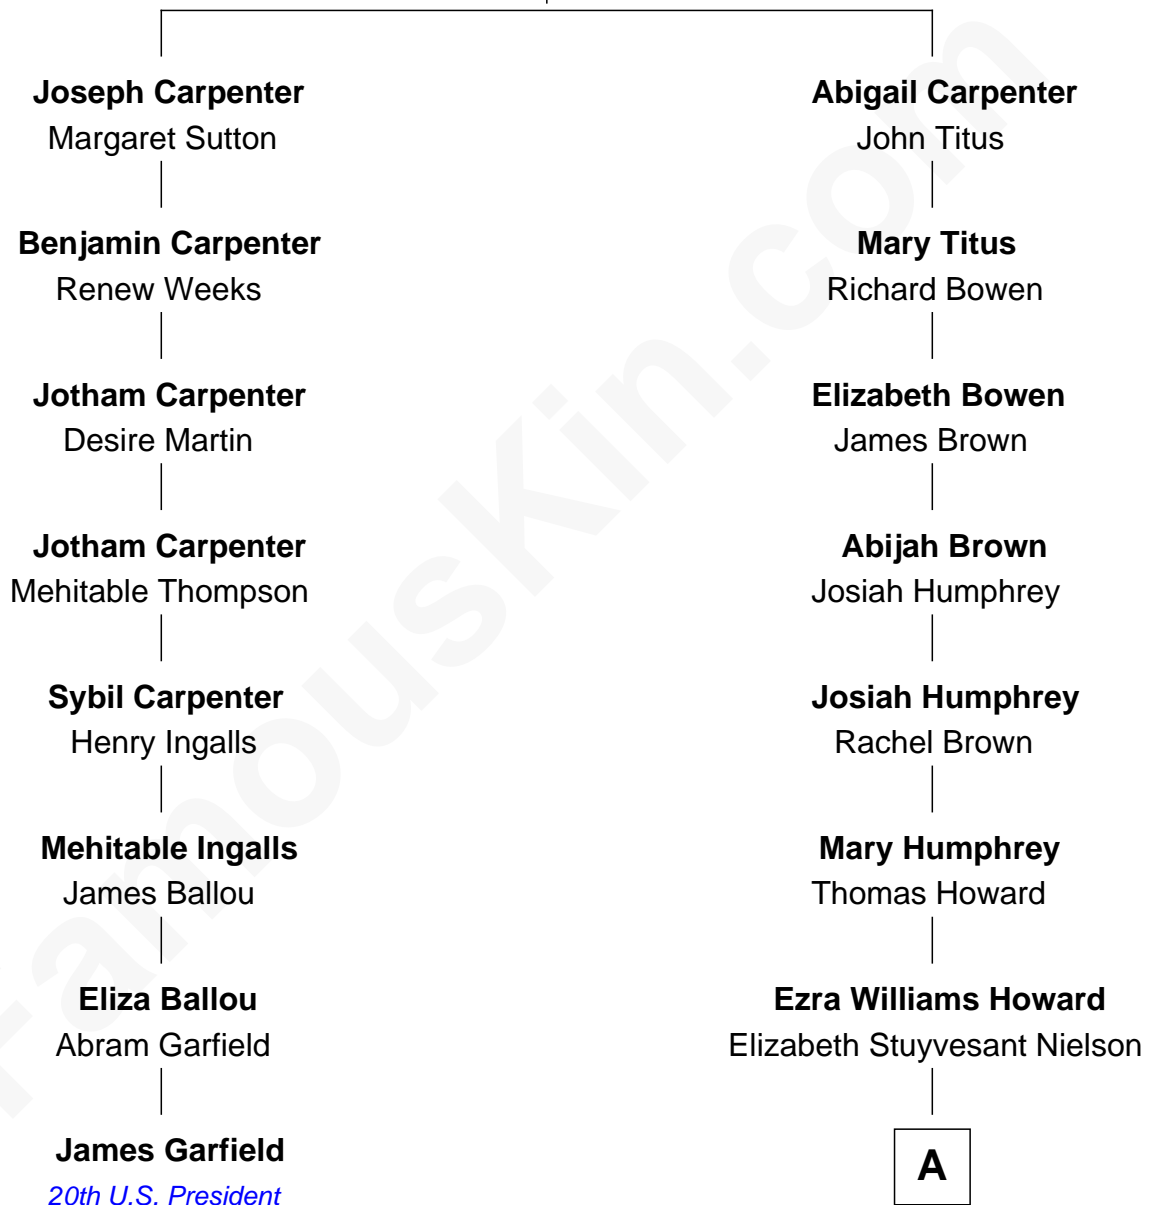 Joseph Carpenter
Margaret Sutton
Benjamin Carpenter
Renew Weeks
Jotham Carpenter
Desire Martin
Jotham Carpenter
Mehitable Thompson
Sybil Carpenter
Henry Ingalls
Mehitable Ingalls
James Ballou
Eliza Ballou
Abram Garfield
James Garfield
20th U.S. President
Abigail Carpenter
John Titus
Mary Titus
Richard Bowen
Elizabeth Bowen
James Brown
Abijah Brown
Josiah Humphrey
Josiah Humphrey
Rachel Brown
Mary Humphrey
Thomas Howard
Ezra Williams Howard
Elizabeth Stuyvesant Nielson
A
FamousKin.com